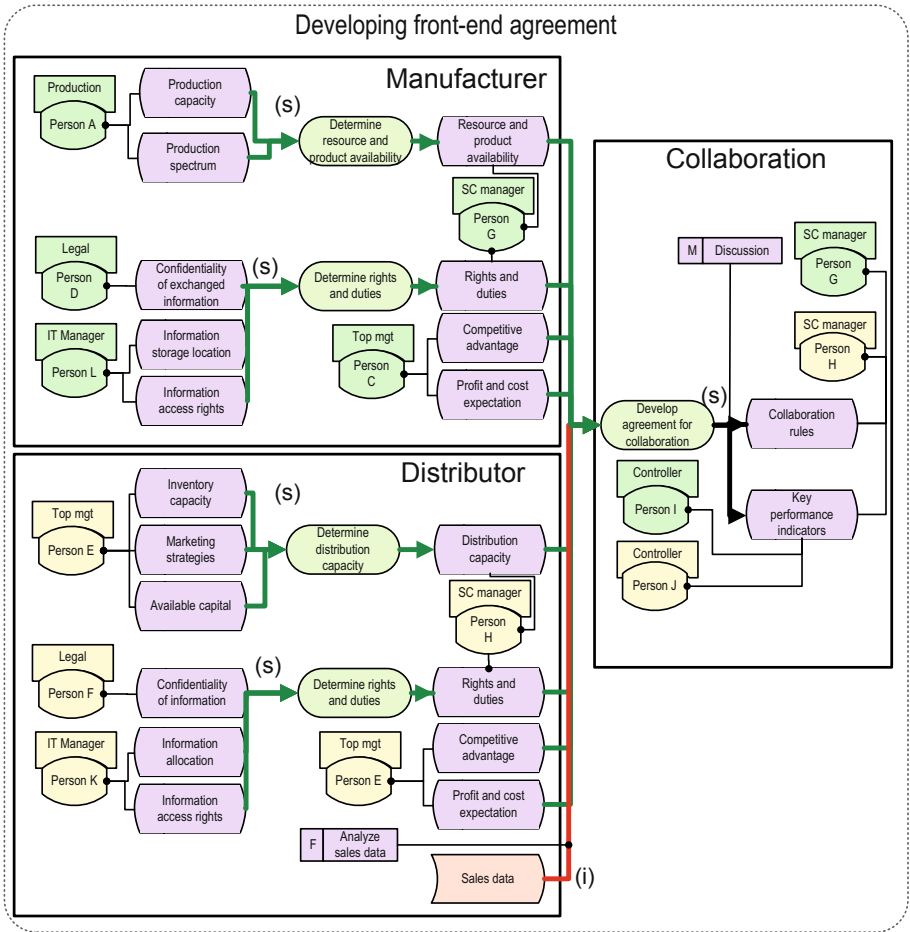 Developing front-end agreement
Manufacturer
Production
Person A
Production
capacity
Production
spectrum
(s)
Determine
resource and
product availability
Resource and
product
availability
SC manager
Person
G
Legal
Person
D
Confidentiality
of exchanged
information
(s)
Determine rights
and duties
Rights and
duties
IT Manager
Person L
Information
storage location
Information
access rights
Top mgt
Person
C
Competitive
advantage
Profit and cost
expectation
Distributor
Top mgt
Person E
Inventory
capacity
Marketing
strategies
Available capital
(s)
Determine
distribution
capacity
Distribution
capacity
SC manager
Person
H
Legal
Person F
Confidentiality
of information
(s)
Determine rights
and duties
Rights and
duties
IT Manager
Person K
Information
allocation
Information
access rights
Top mgt
Person E
Competitive
advantage
Profit and cost
expectation
F
Analyze
sales data
Sales data
(i)
Collaboration
M
Discussion
SC manager
Person
G
SC manager
Person
H
Develop
agreement for
collaboration
(s)
Collaboration
rules
Controller
Person I
Key
performance
indicators
Controller
Person J